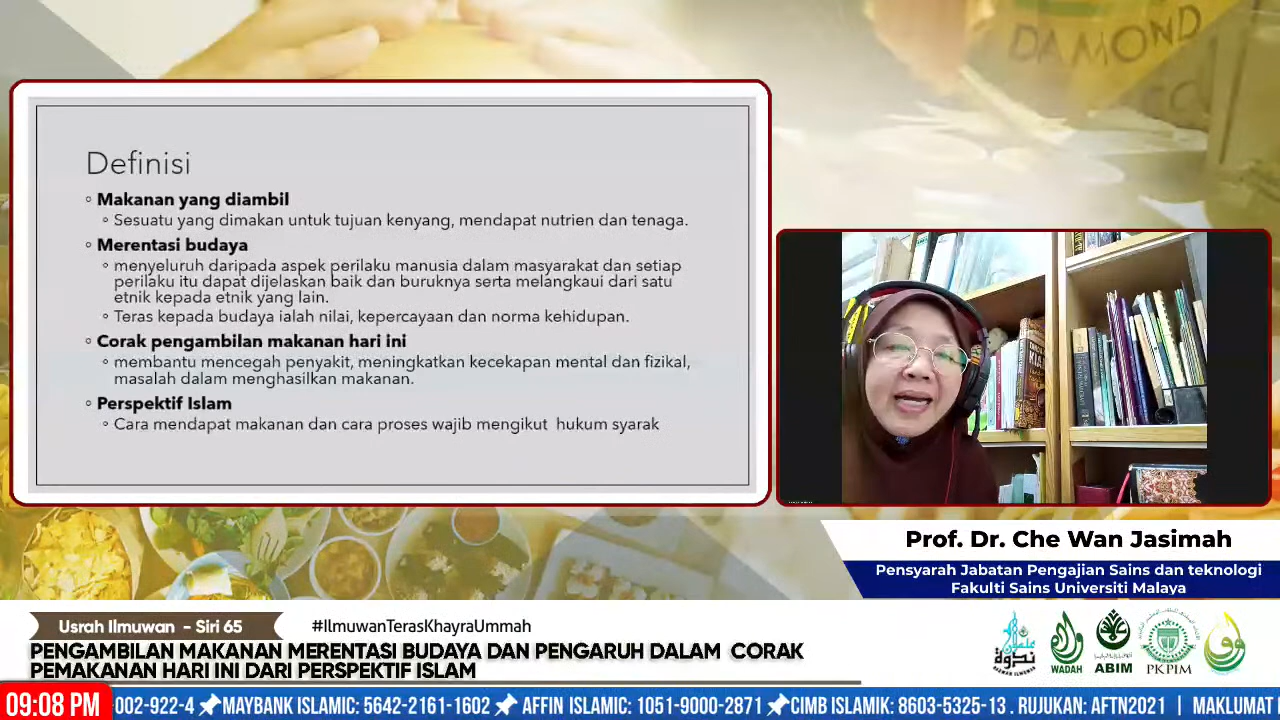 DAMOND
Definisi
Makanan yang diambil
Sesuatu yang dimakan untuk tujuan kenyang, mendapat nutrien dan tenaga.
Merentasi budaya
menyeluruh daripada aspek perilaku manusia dalam masyarakat dan setiap
perilaku itu dapat dijelaskan baik dan buruknya serta melangkaui dari satu
etnik kepada etnik yang lain.
Teras kepada budaya ialah nilai, kepercayaan dan norma kehidupan.
Corak pengambilan makanan hari ini
membantu mencegah penyakit, meningkatkan kecekapan mental dan fizikal,
masalah dalam menghasilkan makanan.
Perspektif Islam
Cara mendapat makanan dan cara proses wajib mengikut hukum syarak
Prof. Dr. Che Wan Jasimah
Pensyarah Jabatan Pengajian Sains dan teknologi
Fakulti Sains Universiti Malaya
Usrah Ilmuwan - Siri 65
#IlmuwanTerasKhayraUmmah
PENGAMBILAN MAKANAN MERENTASI BUDAYA DAN PENGARUH DALAM CORAK
PEMAKANAN HARI INI DARI PERSPEKTIF ISLAM
WADAH
ABIM
PKPIM
09:08 PM
002-922-4 MAYBANK ISLAMIC: 5642-2161-1602 AFFIN ISLAMIC: 1051-9000-2871 CIMB ISLAMIK: 8603-5325-13 . RUJUKAN: AFTN2021 | MAKLUMAT